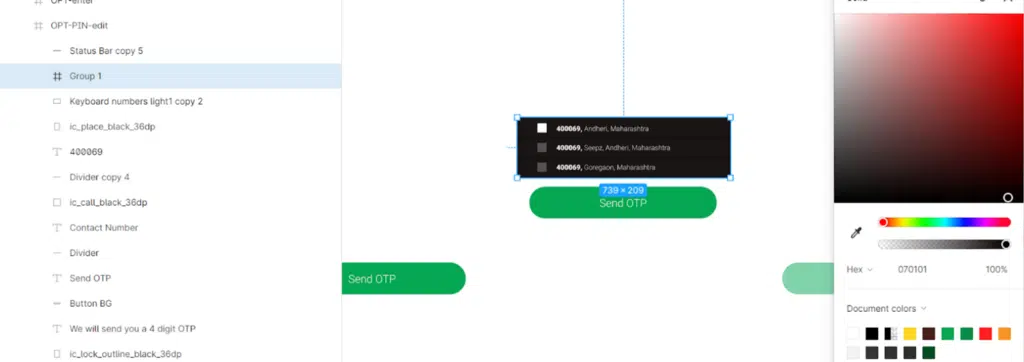 OPT-enter
OPT-PIN-edit
Status Bar copy 5
Group 1
Keyboard numbers light1 copy 2
ic_place_black_36dp
400069
Divider copy 4
ic_call_black_36dp
Contact Number
Divider
Send OTP
Button BG
We will send you a 4 digit OTP
ic_lock_outline_black_36dp
400069, Andheri, Maharashtra
400069, Seepz, Andheri, Maharashtra
400069, Goregaon, Maharashtra
739 × 209
Send OTP
Send OTP
Hex 070101 100%
Document colors